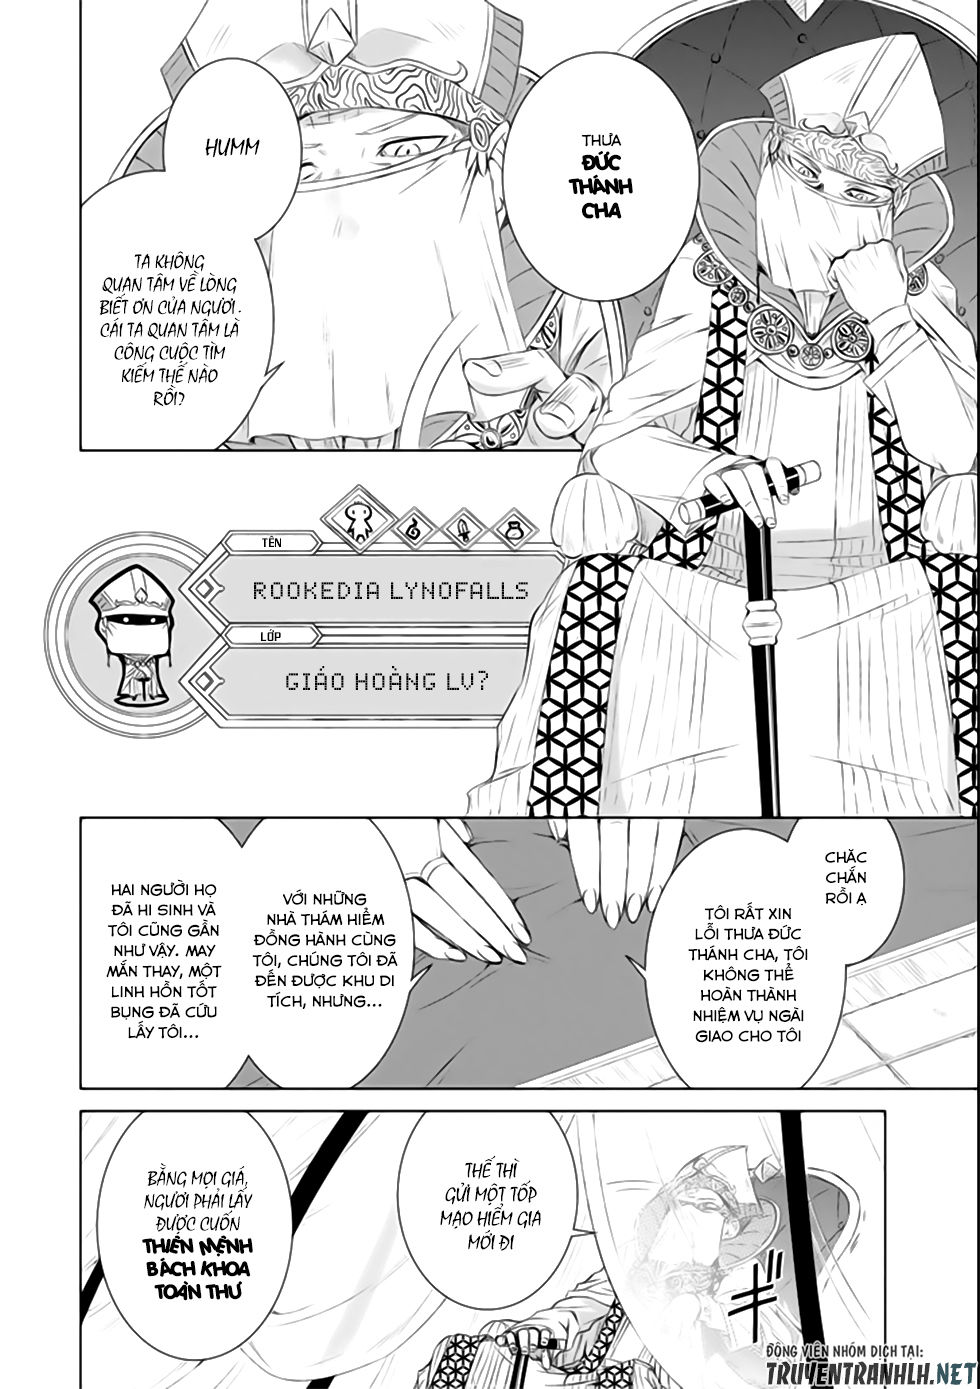 THƯA
ĐỨC
THÁNH
CHA
HUMM
TA KHÔNG
QUAN TÂM VỀ LÒNG
BIẾT ƠN CỦA NGƯƠI.
CÁI TA QUAN TÂM LÀ
CÔNG CUỘC TÌM
KIẾM THẾ NÀO
RỒI?
TÊN
ROOKEDIA LYNOFALLS
LỚP
GIÁO HOÀNG LV?
CHĂC
CHẮN
RỒI Ạ
TÔI RẤT XIN
LỖI THƯA ĐỨC
THÁNH CHA, TÔI
KHÔNG THỂ
HOÀN THÀNH
NHIỆM VỤ NGÀI
GIAO CHO TÔI
VỚI NHỮNG
NHÀ THÁM HIỂM
ĐỒNG HÀNH CÙNG
TÔI, CHÚNG TÔI ĐÃ
ĐẾN ĐƯỢC KHU DI
TÍCH, NHƯNG...
HAI NGƯỜI HỌ
ĐÃ HI SINH VÀ
TÔI CŨNG GẦN
NHƯ VẬY. MAY
MẮN THAY, MỘT
LINH HỒN TỐT
BỤNG ĐÃ CỨU
LẤY TÔI...
THẾ THÌ
GỬI MỘT TỐP
MẠO HIỂM GIA
MỚI ĐI
BẰNG MỌI GIÁ,
NGƯƠI PHẢI LẤY
ĐƯỢC CUỐN
THIÊN MỆNH
BÁCH KHOA
TOÀN THƯ
ギギ
ĐỘNG VIÊN NHÓM DỊCH TẠI:
TRUYENTRANHLH.NET